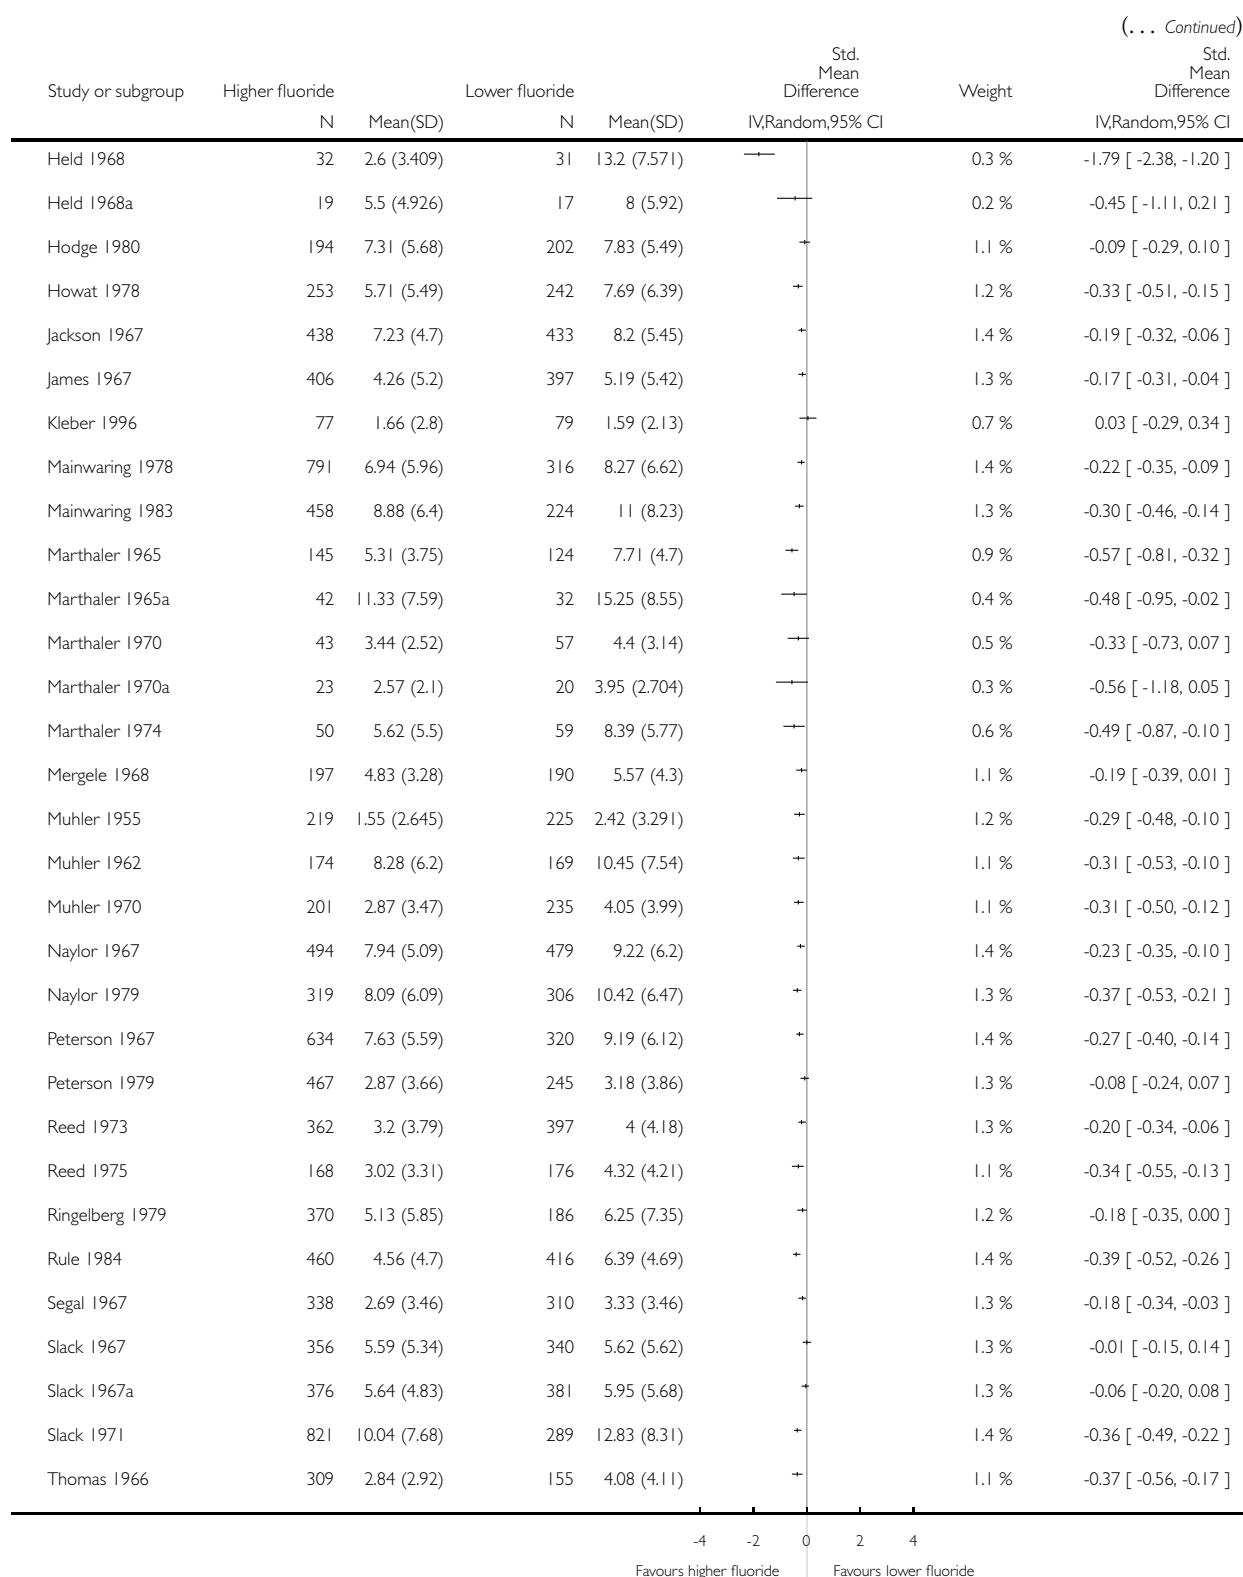 (... Continued)
Std. Std.
Mean Mean
Study or subgroup Higher fluoride Lower fluoride Difference Weight Difference
N Mean(SD) N Mean(SD) IV,Random,95% CI IV,Random,95% CI
Held 1968 32 2.6 (3.409) 31 13.2 (7.571) 0.3 % -1.79 [ -2.38, -1.20 ]
Held 1968a 19 5.5 (4.926) 17 8 (5.92) 0.2 % -0.45 [ -1.11, 0.21 ]
Hodge 1980 194 7.31 (5.68) 202 7.83 (5.49) 1.1 % -0.09 [ -0.29, 0.10 ]
Howat 1978 253 5.71 (5.49) 242 7.69 (6.39) 1.2 % -0.33 [ -0.51, -0.15 ]
Jackson 1967 438 7.23 (4.7) 433 8.2 (5.45) 1.4 % -0.19 [ -0.32, -0.06 ]
James 1967 406 4.26 (5.2) 397 5.19 (5.42) 1.3 % -0.17 [ -0.31, -0.04 ]
Kleber 1996 77 1.66 (2.8) 79 1.59 (2.13) 0.7 % 0.03 [ -0.29, 0.34 ]
Mainwaring 1978 791 6.94 (5.96) 316 8.27 (6.62) 1.4 % -0.22 [ -0.35, -0.09 ]
Mainwaring 1983 458 8.88 (6.4) 224 11 (8.23) 1.3 % -0.30 [ -0.46, -0.14 ]
Marthaler 1965 145 5.31 (3.75) 124 7.71 (4.7) 0.9 % -0.57 [ -0.81, -0.32 ]
Marthaler 1965a 42 11.33 (7.59) 32 15.25 (8.55) 0.4 % -0.48 [ -0.95, -0.02 ]
Marthaler 1970 43 3.44 (2.52) 57 4.4 (3.14) 0.5 % -0.33 [ -0.73, 0.07 ]
Marthaler 1970a 23 2.57 (2.1) 20 3.95 (2.704) 0.3 % -0.56 [ -1.18, 0.05 ]
Marthaler 1974 50 5.62 (5.5) 59 8.39 (5.77) 0.6 % -0.49 [ -0.87, -0.10 ]
Mergele 1968 197 4.83 (3.28) 190 5.57 (4.3) 1.1 % -0.19 [ -0.39, 0.01 ]
Muhler 1955 219 1.55 (2.645) 225 2.42 (3.291) 1.2 % -0.29 [ -0.48, -0.10 ]
Muhler 1962 174 8.28 (6.2) 169 10.45 (7.54) 1.1 % -0.31 [ -0.53, -0.10 ]
Muhler 1970 201 2.87 (3.47) 235 4.05 (3.99) 1.1 % -0.31 [ -0.50, -0.12 ]
Naylor 1967 494 7.94 (5.09) 479 9.22 (6.2) 1.4 % -0.23 [ -0.35, -0.10 ]
Naylor 1979 319 8.09 (6.09) 306 10.42 (6.47) 1.3 % -0.37 [ -0.53, -0.21 ]
Peterson 1967 634 7.63 (5.59) 320 9.19 (6.12) 1.4 % -0.27 [ -0.40, -0.14 ]
Peterson 1979 467 2.87 (3.66) 245 3.18 (3.86) 1.3 % -0.08 [ -0.24, 0.07 ]
Reed 1973 362 3.2 (3.79) 397 4 (4.18) 1.3 % -0.20 [ -0.34, -0.06 ]
Reed 1975 168 3.02 (3.31) 176 4.32 (4.21) 1.1 % -0.34 [ -0.55, -0.13 ]
Ringelberg 1979 370 5.13 (5.85) 186 6.25 (7.35) 1.2 % -0.18 [ -0.35, 0.00 ]
Rule 1984 460 4.56 (4.7) 416 6.39 (4.69) 1.4 % -0.39 [ -0.52, -0.26 ]
Segal 1967 338 2.69 (3.46) 310 3.33 (3.46) 1.3 % -0.18 [ -0.34, -0.03 ]
Slack 1967 356 5.59 (5.34) 340 5.62 (5.62) 1.3 % -0.01 [ -0.15, 0.14 ]
Slack 1967a 376 5.64 (4.83) 381 5.95 (5.68) 1.3 % -0.06 [ -0.20, 0.08 ]
Slack 1971 821 10.04 (7.68) 289 12.83 (8.31) 1.4 % -0.36 [ -0.49, -0.22 ]
Thomas 1966 309 2.84 (2.92) 155 4.08 (4.11) 1.1 % -0.37 [ -0.56, -0.17 ]
-4 -2 0 2 4
Favours higher fluoride Favours lower fluoride